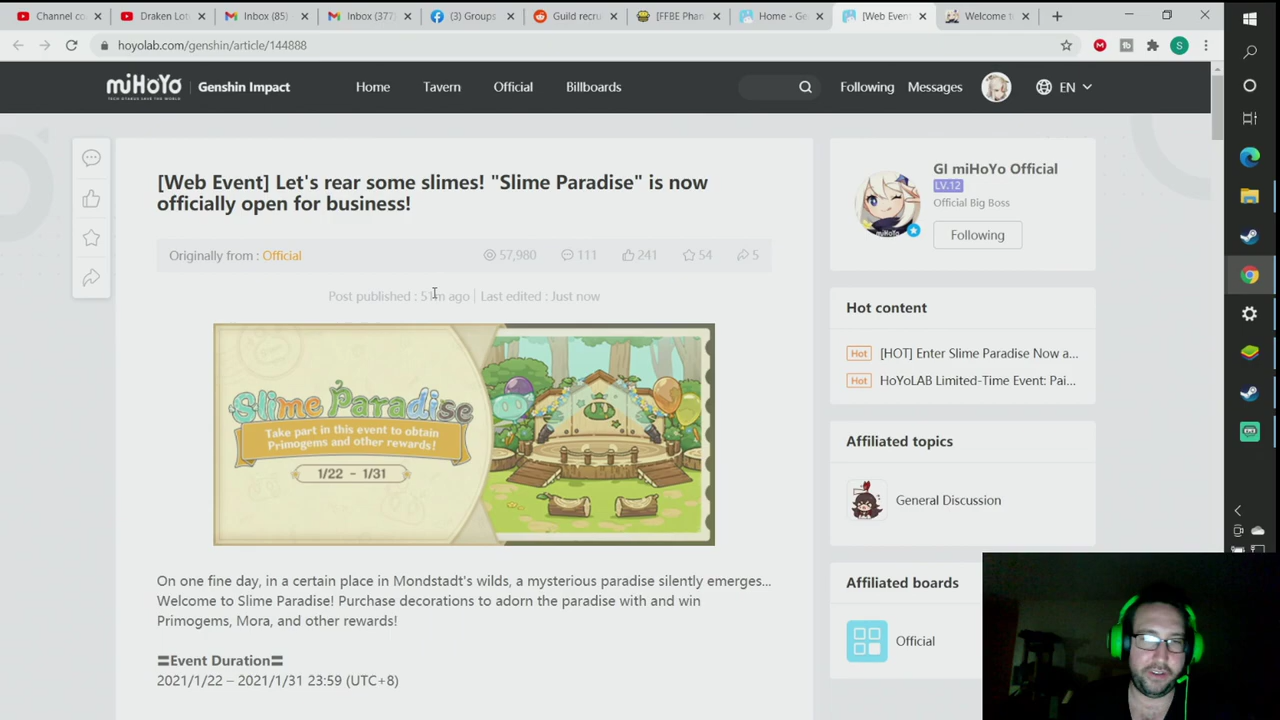 Channel co
Draken Lot
Inbox (85)
Inbox (377)
(3) Groups
Guild recru
[FFBE Phan
Home - Ge
[Web Even
Welcome t
hoyolab.com/genshin/article/144888
miHoYo
TECH OTAKUS SAVE THE WORLD
Genshin Impact
Home
Tavern
Official
Billboards
Following
Messages
EN
[Web Event] Let's rear some slimes! "Slime Paradise" is now
officially open for business!
Originally from : Official
57,980
111
241
54
5
Post published : 51m ago | Last edited : Just now
Slime Paradise
Take part in this event to obtain
Primogems and other rewards!
1/22 - 1/31
On one fine day, in a certain place in Mondstadt's wilds, a mysterious paradise silently emerges...
Welcome to Slime Paradise! Purchase decorations to adorn the paradise with and win
Primogems, Mora, and other rewards!
〓Event Duration〓
2021/1/22 – 2021/1/31 23:59 (UTC+8)
GI miHoYo Official
LV.12
Official Big Boss
miHoYo
Following
Hot content
Hot [HOT] Enter Slime Paradise Now a...
Hot HoYoLAB Limited-Time Event: Pai...
Affiliated topics
General Discussion
Affiliated boards
Official
S